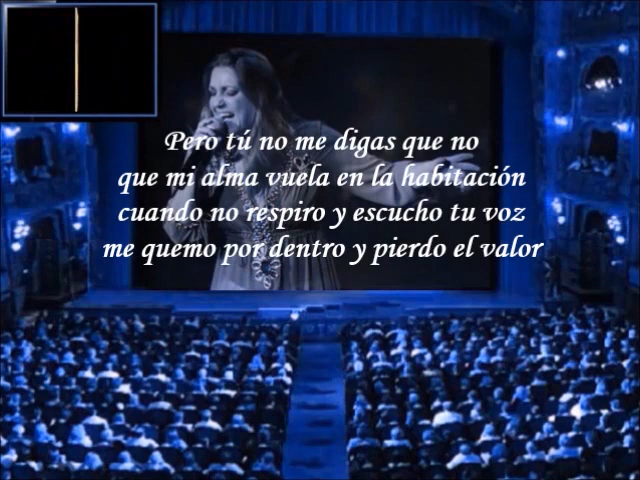 Pero tú no me digas que no
que mi alma vuela en la habitación
cuando no respiro y escucho tu voz
me quemo por dentro y pierdo el valor